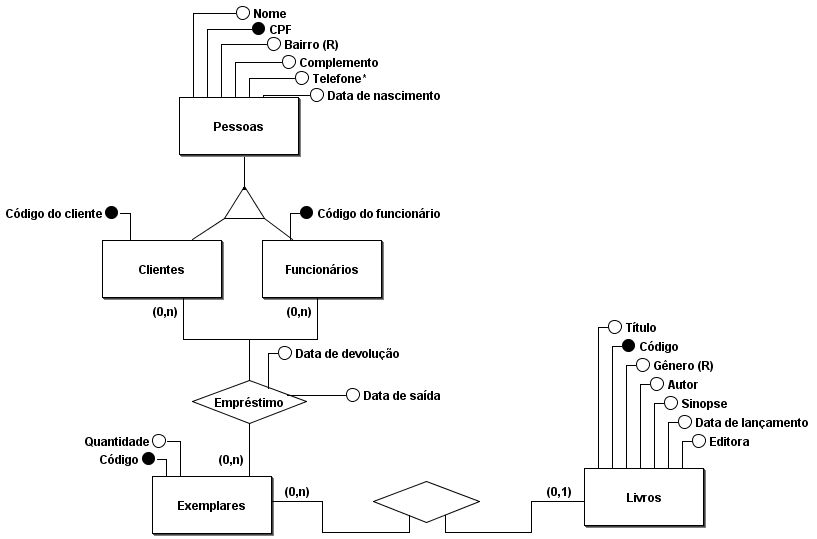 Nome
CPF
Bairro (R)
Complemento
Telefone*
Data de nascimento
Pessoas
Código do cliente
Código do funcionário
Clientes
Funcionários
(0,n)
(0,n)
Data de devolução
Empréstimo
Data de saída
Quantidade
Código
(0,n)
Exemplares
(0,n)
(0,1)
Título
Código
Gênero (R)
Autor
Sinopse
Data de lançamento
Editora
Livros